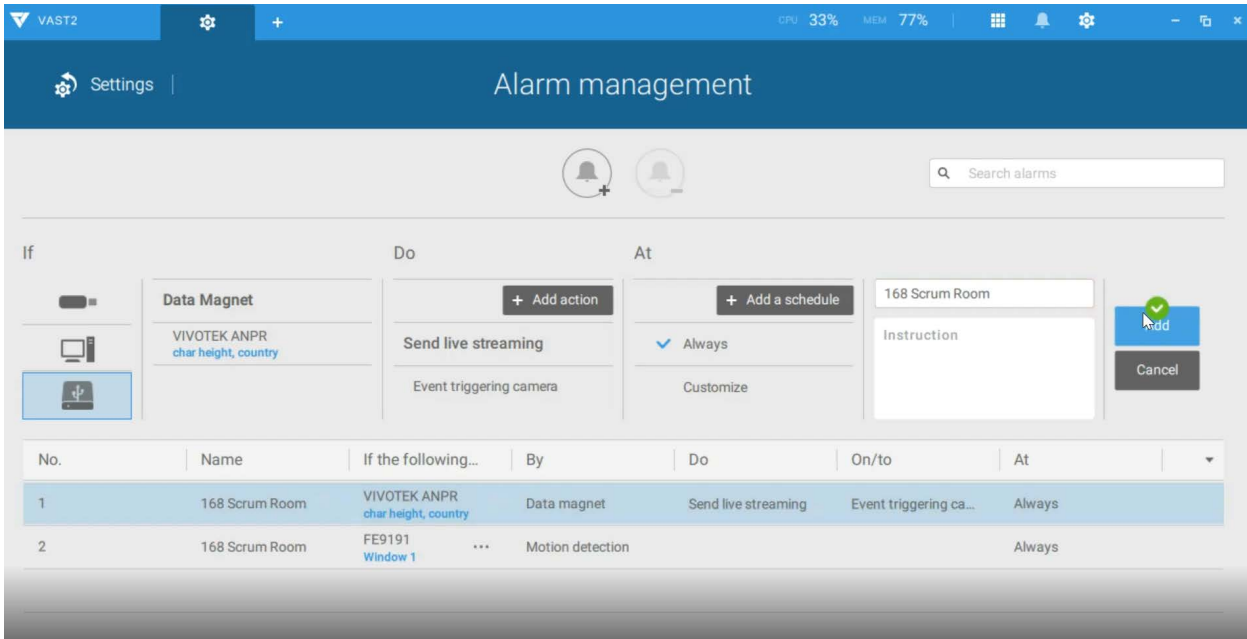 VAST2
CPU 33% MEM 77%
Settings
Alarm management
Search alarms
If
Do
At
Data Magnet
VIVOTEK ANPR
char height, country
+ Add action
Send live streaming
Event triggering camera
+ Add a schedule
Always
Customize
168 Scrum Room
Instruction
Add
Cancel
No. Name If the following... By Do On/to At
1 168 Scrum Room VIVOTEK ANPR Data magnet Send live streaming Event triggering ca... Always
char height, country
2 168 Scrum Room FE9191 ... Motion detection Always
Window 1